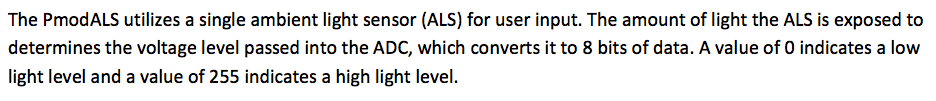 The PmodALS utilizes a single ambient light sensor (ALS) for user input. The amount of light the ALS is exposed to
determines the voltage level passed into the ADC, which converts it to 8 bits of data. A value of 0 indicates a low
light level and a value of 255 indicates a high light level.